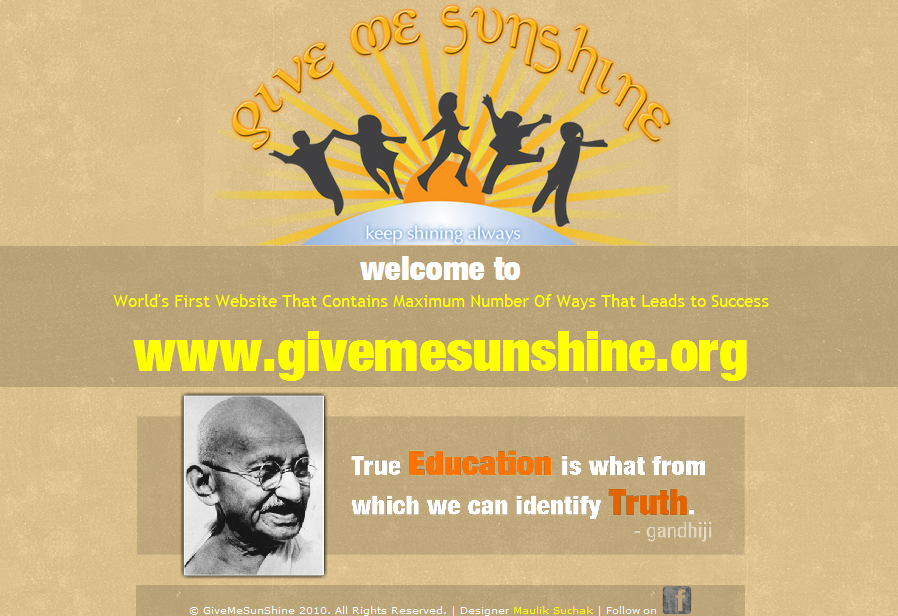 give me sunshine
keep shining always
welcome to
World's First Website That Contains Maximum Number Of Ways That Leads to Success
www.givemesunshine.org
True Education is what from
which we can identify Truth.
- gandhiji
© GiveMeSunShine 2010. All Rights Reserved. | Designer Maulik Suchak | Follow on f